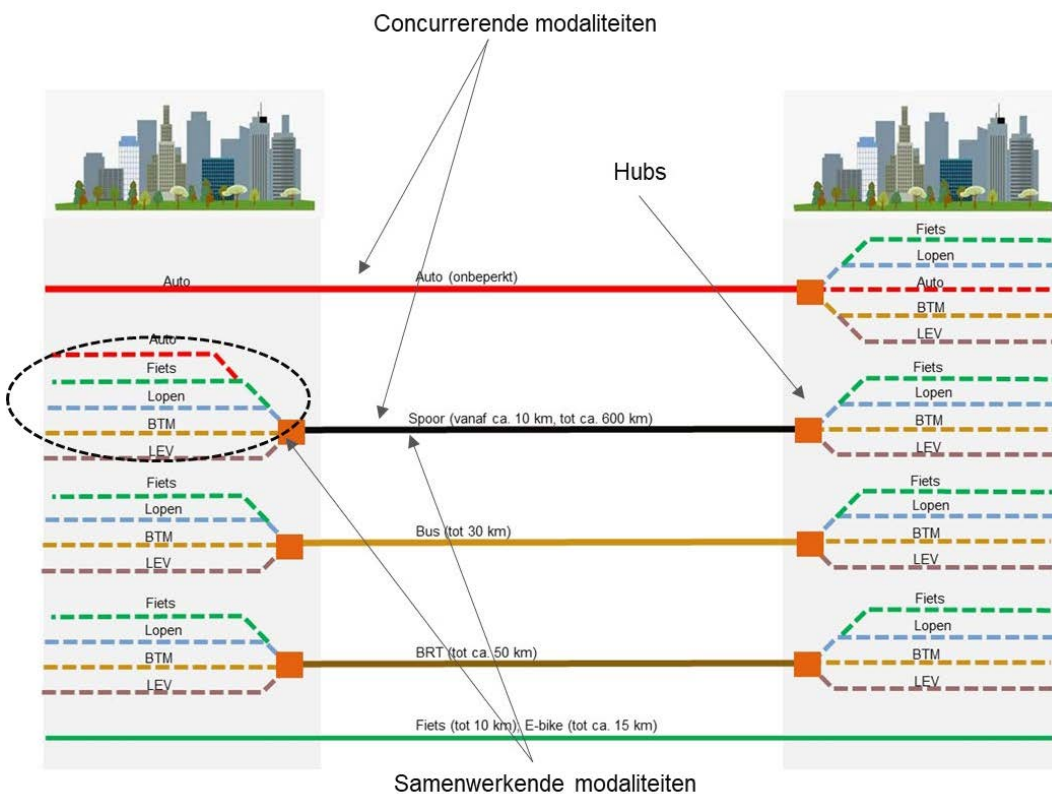 Concurrerende modaliteiten
Hubs
Auto
Auto (onbeperkt)
Fiets
Lopen
Auto
BTM
LEV
Auto
Fiets
Lopen
BTM
LEV
Spoor (vanaf ca. 10 km, tot ca. 600 km)
Fiets
Lopen
BTM
LEV
Fiets
Lopen
BTM
LEV
Bus (tot 30 km)
Fiets
Lopen
BTM
LEV
Fiets
Lopen
BTM
LEV
BRT (tot ca. 50 km)
Fiets
Lopen
BTM
LEV
Fiets (tot 10 km), E-bike (tot ca. 15 km)
Samenwerkende modaliteiten